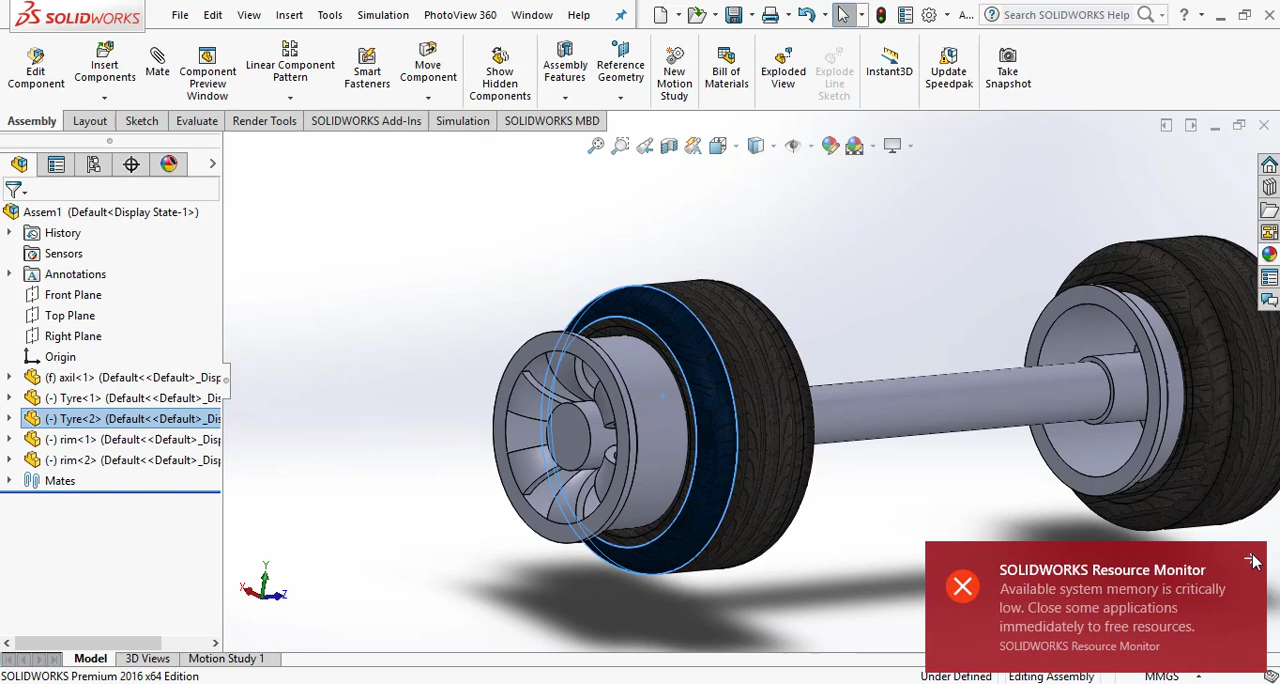 SOLIDWORKS
File Edit View Insert Tools Simulation PhotoView 360 Window Help
A...
Search SOLIDWORKS Help
?
Edit
Component
Insert
Components
Mate
Component
Preview
Window
Linear Component
Pattern
Smart
Fasteners
Move
Component
Show
Hidden
Components
Assembly
Features
Reference
Geometry
New
Motion
Study
Bill of
Materials
Exploded
View
Explode
Line
Sketch
Instant3D
Update
Speedpak
Take
Snapshot
Assembly Layout Sketch Evaluate Render Tools SOLIDWORKS Add-Ins Simulation SOLIDWORKS MBD
Assem1 (Default<Display State-1>)
History
Sensors
Annotations
Front Plane
Top Plane
Right Plane
Origin
(f) axil<1> (Default<<Default>_Disp
(-) Tyre<1> (Default<<Default>_Dis
(-) Tyre<2> (Default<<Default>_Dis
(-) rim<1> (Default<<Default>_Disp
(-) rim<2> (Default<<Default>_Disp
Mates
Y
X
Z
SOLIDWORKS Resource Monitor
Available system memory is critically
low. Close some applications
immedidately to free resources.
SOLIDWORKS Resource Monitor
Model 3D Views Motion Study 1
SOLIDWORKS Premium 2016 x64 Edition
Under Defined Editing Assembly MMGS